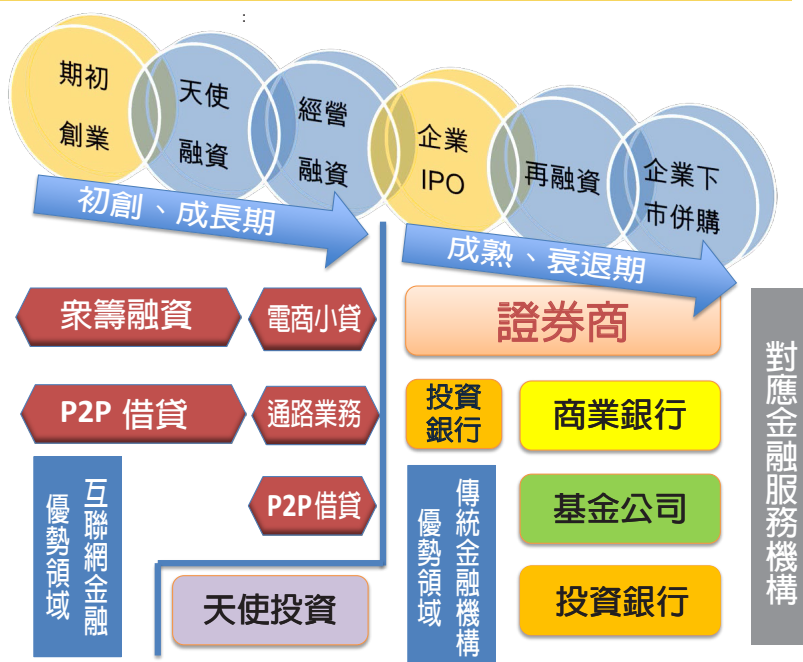 :
期初
創業
天使
融資
經營
融資
企業
IPO
再融資
企業下
市併購
初創、成長期
成熟、衰退期
眾籌融資
電商小貸
證券商
P2P 借貸
通路業務
投資
銀行
商業銀行
P2P借貸
基金公司
天使投資
投資銀行
互聯網金融
優勢領域
傳統金融機構
優勢領域
對應金融服務機構